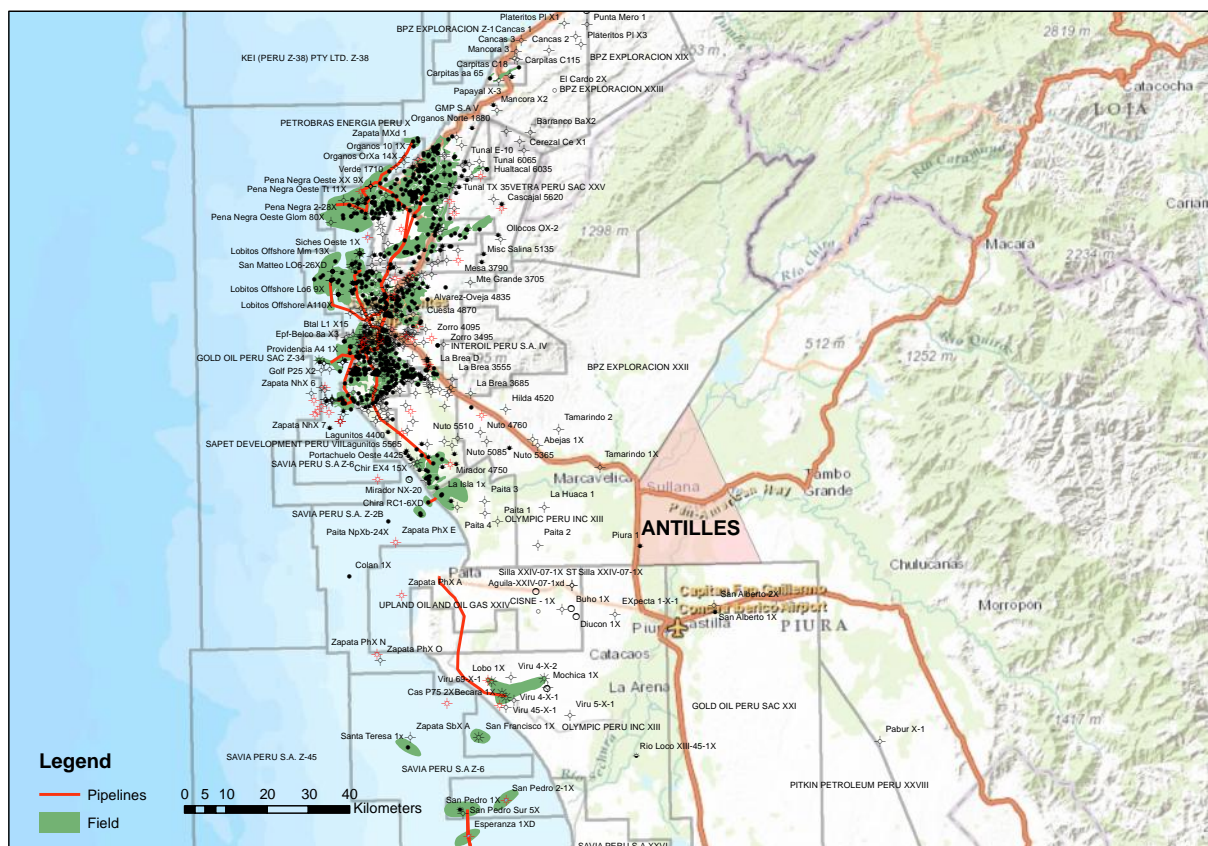 Plateritos Pl X1
Punta Mero 1
BPZ EXPLORACION Z-1
Cancas 1
Cancas 3
Cancas 2
Plateritos Pl X3
Mancora 3
BPZ EXPLORACION XIX
2819 m
KEI (PERU Z-38) PTY LTD. Z-38
Carpitas C18
Carpitas C115
Carpitas aa 65
El Cardo 2X
Papayal X-3
BPZ EXPLORACION XXIII
Catacocha
Mancora X2
GMP S.A V
LOJA
Organos Norte 1880
PETROBRAS ENERGIA PERU X
Barranco BaX2
Zapata MXd 1
Cerezal Ce X1
Organos 10 1X
Tunal E-10
Organos OrXa 14X
Tunal 6065
Verde 1710
Hualtacal 6035
Pena Negra Oeste XX 9X
Tunal TX 35
VETRA PERU SAC XXV
Pena Negra Oeste Tt 11X
Cascajal 5620
Pena Negra 2-28X
Pena Negra Oeste Glom 80X
1298 m
Ollocos OX-2
Siches Oeste 1X
Macara
Lobitos Offshore Mm 13X
Misc Salina 5135
2234 m
San Matteo LO6-26XD
Mesa 3790
Mte Grande 3705
Lobitos Offshore Lo6 9X
Alvarez-Oveja 4835
Lobitos Offshore A110X
Cuesta 4870
Btal L1 X15
Zorro 4095
Epf-Belco 8a X3
Zorro 3495
512 m
INTEROIL PERU S.A. IV
Providencia A4 1X
1252 m
GOLD OIL PERU SAC Z-34
La Brea D
La Brea 3555
BPZ EXPLORACION XXII
Golf P25 X2
Zapata NhX 6
La Brea 3685
Hilda 4520
Zapata NhX 7
Nuto 5510
Nuto 4760
Tamarindo 2
Lagunitos 4400
SAPET DEVELOPMENT PERU VII
Lagunitos 5565
Abejas 1X
Portachuelo Oeste 4425
Nuto 5085
Nuto 5365
SAVIA PERU S.A Z-6
Chir EX4 15X
Mirador 4750
Tamarindo 1X
Marcavelica
Tambo
Grande
Sullana
Mirador NX-20
La Isla 1x
Paita 3
Chira RC1-6XD
La Huaca 1
SAVIA PERU S.A. Z-2B
Paita 1
OLYMPIC PERU INC XIII
Paita 4
ANTILLES
Paita NpXb-24X
Zapata PhX E
Paita 2
Piura 1
Chulucanas
Colan 1X
Paita
Zapata PhX A
Silla XXIV-07-1X ST
Silla XXIV-07-1X
Aguila-XXIV-07-1xd
UPLAND OIL AND OIL GAS XXIV
CISNE - 1X
Buho 1X
EXpecta 1-X-1
San Alberto 2X
Morropon
Diucon 1X
Castilla
San Alberto 1X
PIURA
Zapata PhX N
Zapata PhX O
Catacaos
Lobo 1X
Viru 4-X-2
Mochica 1X
Viru 69-X-1
La Arena
Cas P75 2X
Becara 1X
Viru 4-X-1
GOLD OIL PERU SAC XXI
Viru 45-X-1
Viru 5-X-1
1417 m
Zapata SbX A
San Francisco 1X
OLYMPIC PERU INC XIII
Pabur X-1
Santa Teresa 1x
Rio Loco XIII-45-1X
SAVIA PERU S.A. Z-45
SAVIA PERU S.A Z-6
PITKIN PETROLEUM PERU XXVIII
San Pedro 2-1X
San Pedro 1X
San Pedro Sur 5X
Esperanza 1XD
Legend
Pipelines
Field
0 5 10 20 30 40
Kilometers